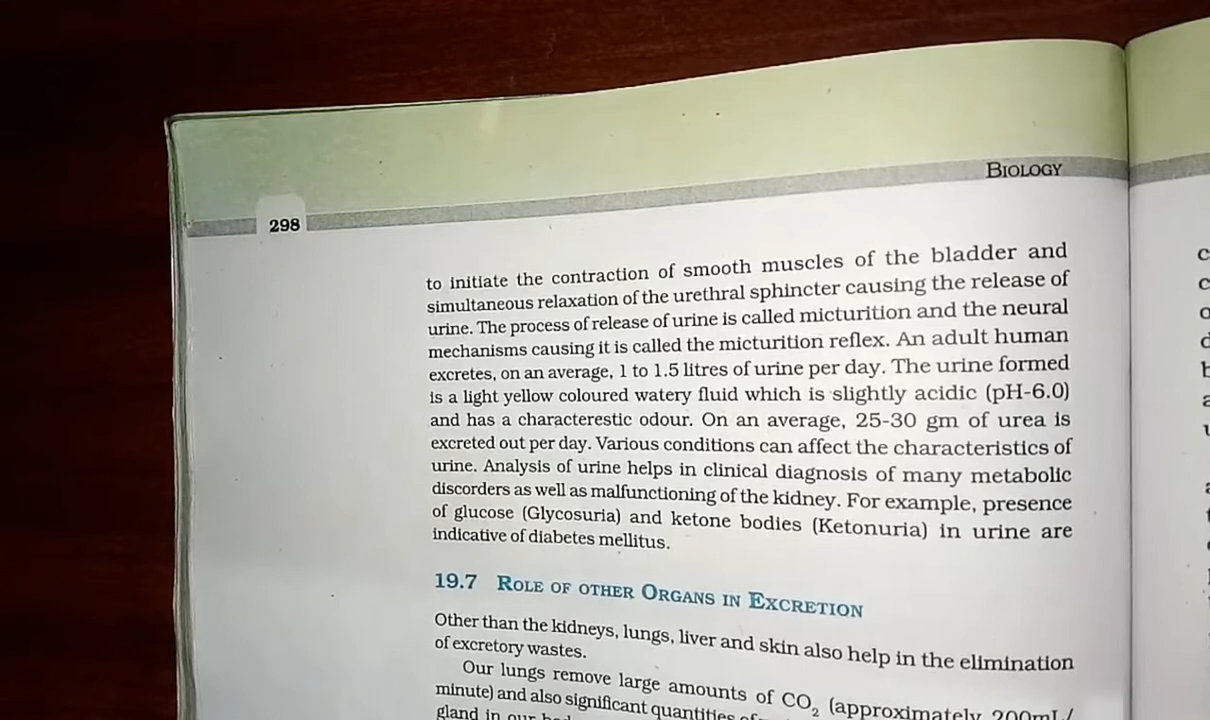 BIOLOGY
298
to initiate the contraction of smooth muscles of the bladder and
simultaneous relaxation of the urethral sphincter causing the release of
urine. The process of release of urine is called micturition and the neural
mechanisms causing it is called the micturition reflex. An adult human
excretes, on an average, 1 to 1.5 litres of urine per day. The urine formed
is a light yellow coloured watery fluid which is slightly acidic (pH-6.0)
and has a characterestic odour. On an average, 25-30 gm of urea is
excreted out per day. Various conditions can affect the characteristics of
urine. Analysis of urine helps in clinical diagnosis of many metabolic
discorders as well as malfunctioning of the kidney. For example, presence
of glucose (Glycosuria) and ketone bodies (Ketonuria) in urine are
indicative of diabetes mellitus.
19.7 ROLE OF OTHER ORGANS IN EXCRETION
Other than the kidneys, lungs, liver and skin also help in the elimination
of excretory wastes.
Our lungs remove large amounts of CO₂ (approximately 200mL/
minute) and also significant quantities of
gland in our